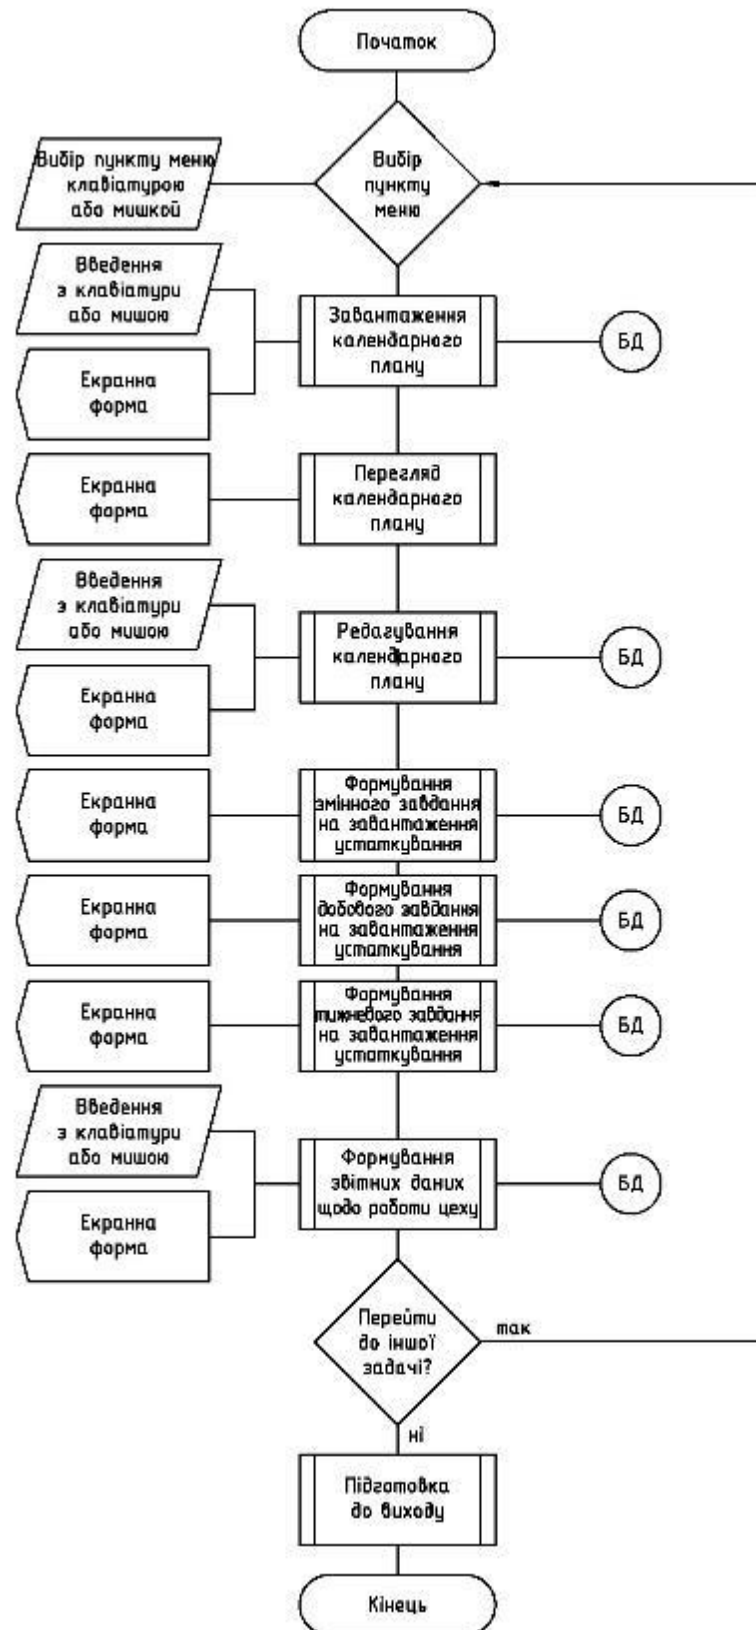 Початок
Вибір пункту меню
клавіатурою
або мишкой
Вибір
пункту
меню
Введення
з клавіатури
або мишою
Екранна
форма
Завантаження
календарного
плану
БД
Екранна
форма
Перегляд
календарного
плану
Введення
з клавіатури
або мишою
Екранна
форма
Редагування
календарного
плану
БД
Екранна
форма
Формування
змінного завдання
на завантаження
устаткування
БД
Екранна
форма
Формування
добового завдання
на завантаження
устаткування
БД
Екранна
форма
Формування
тижневого завдання
на завантаження
устаткування
БД
Введення
з клавіатури
або мишою
Екранна
форма
Формування
звітних даних
щодо роботи цеху
БД
Перейти
до іншої
задачі?
так
ні
Підготовка
до виходу
Кінець